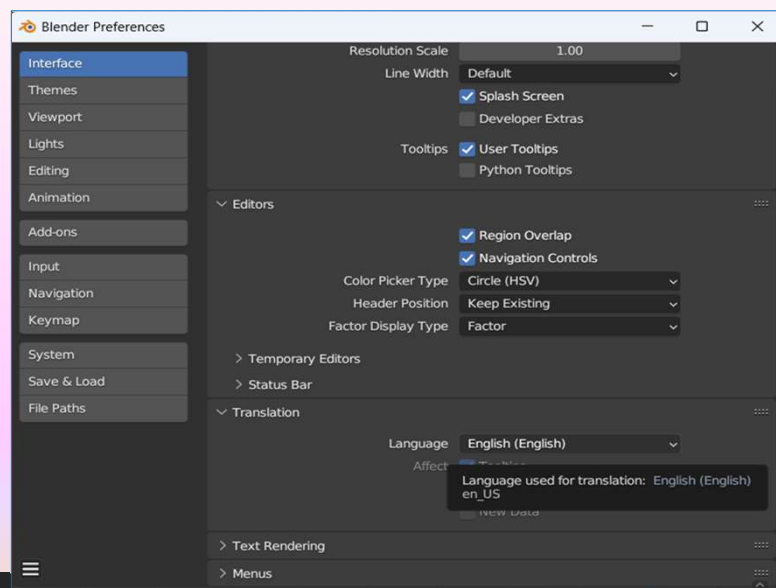 Blender Preferences
Interface
Themes
Viewport
Lights
Editing
Animation
Add-ons
Input
Navigation
Keymap
System
Save & Load
File Paths
Resolution Scale 1.00
Line Width Default
Splash Screen
Developer Extras
Tooltips User Tooltips
Python Tooltips
Editors
Region Overlap
Navigation Controls
Color Picker Type Circle (HSV)
Header Position Keep Existing
Factor Display Type Factor
Temporary Editors
Status Bar
Translation
Language English (English)
Affect
Language used for translation: English (English)
en_US
New Data
Text Rendering
Menus